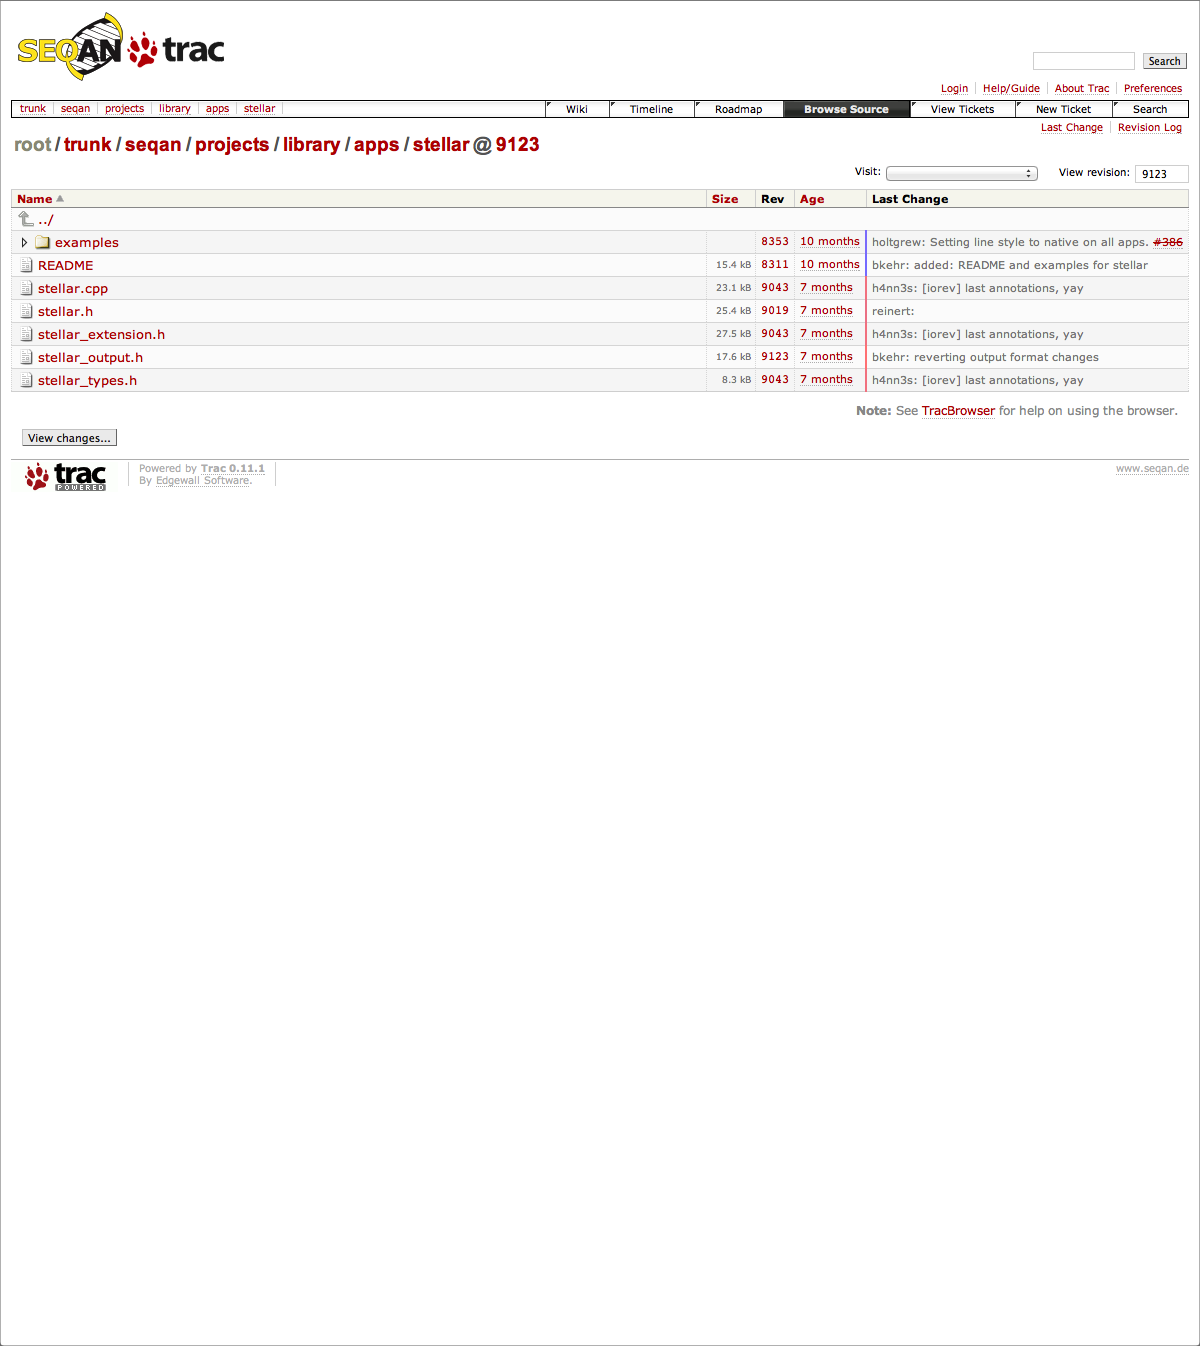 SEQAN trac
Search
Login Help/Guide About Trac Preferences
trunk seqan projects library apps stellar Wiki Timeline Roadmap Browse Source View Tickets New Ticket Search
Last Change Revision Log
root / trunk / seqan / projects / library / apps / stellar @ 9123
Visit: View revision: 9123
Name Size Rev Age Last Change
../
examples 8353 10 months holtgrew: Setting line style to native on all apps. #386
README 15.4 kB 8311 10 months bkehr: added: README and examples for stellar
stellar.cpp 23.1 kB 9043 7 months h4nn3s: [iorev] last annotations, yay
stellar.h 25.4 kB 9019 7 months reinert:
stellar_extension.h 27.5 kB 9043 7 months h4nn3s: [iorev] last annotations, yay
stellar_output.h 17.6 kB 9123 7 months bkehr: reverting output format changes
stellar_types.h 8.3 kB 9043 7 months h4nn3s: [iorev] last annotations, yay
Note: See TracBrowser for help on using the browser.
View changes...
trac POWERED
Powered by Trac 0.11.1
By Edgewall Software.
www.seqan.de